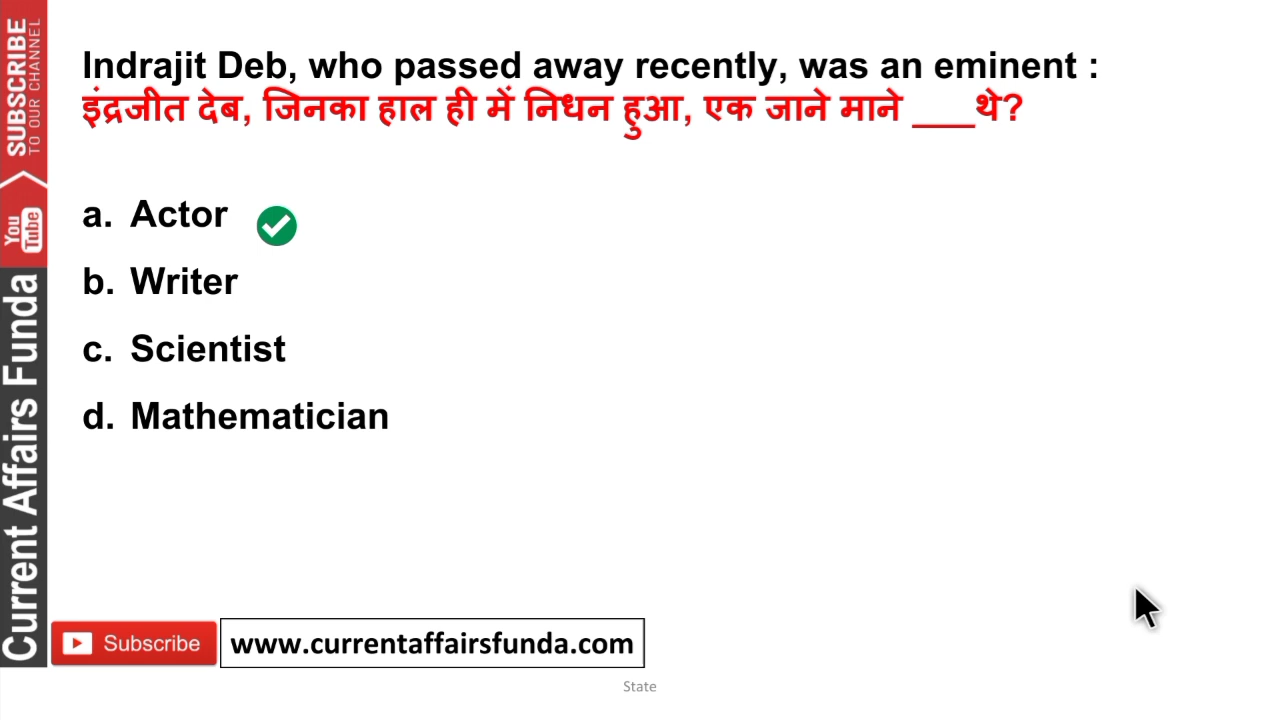 Indrajit Deb, who passed away recently, was an eminent :
इंद्रजीत देब, जिनका हाल ही में निधन हुआ, एक जाने माने ___थे?
a. Actor
b. Writer
c. Scientist
d. Mathematician
SUBSCRIBE
TO OUR CHANNEL
You
Tube
Current Affairs Funda
Subscribe
www.currentaffairsfunda.com
State